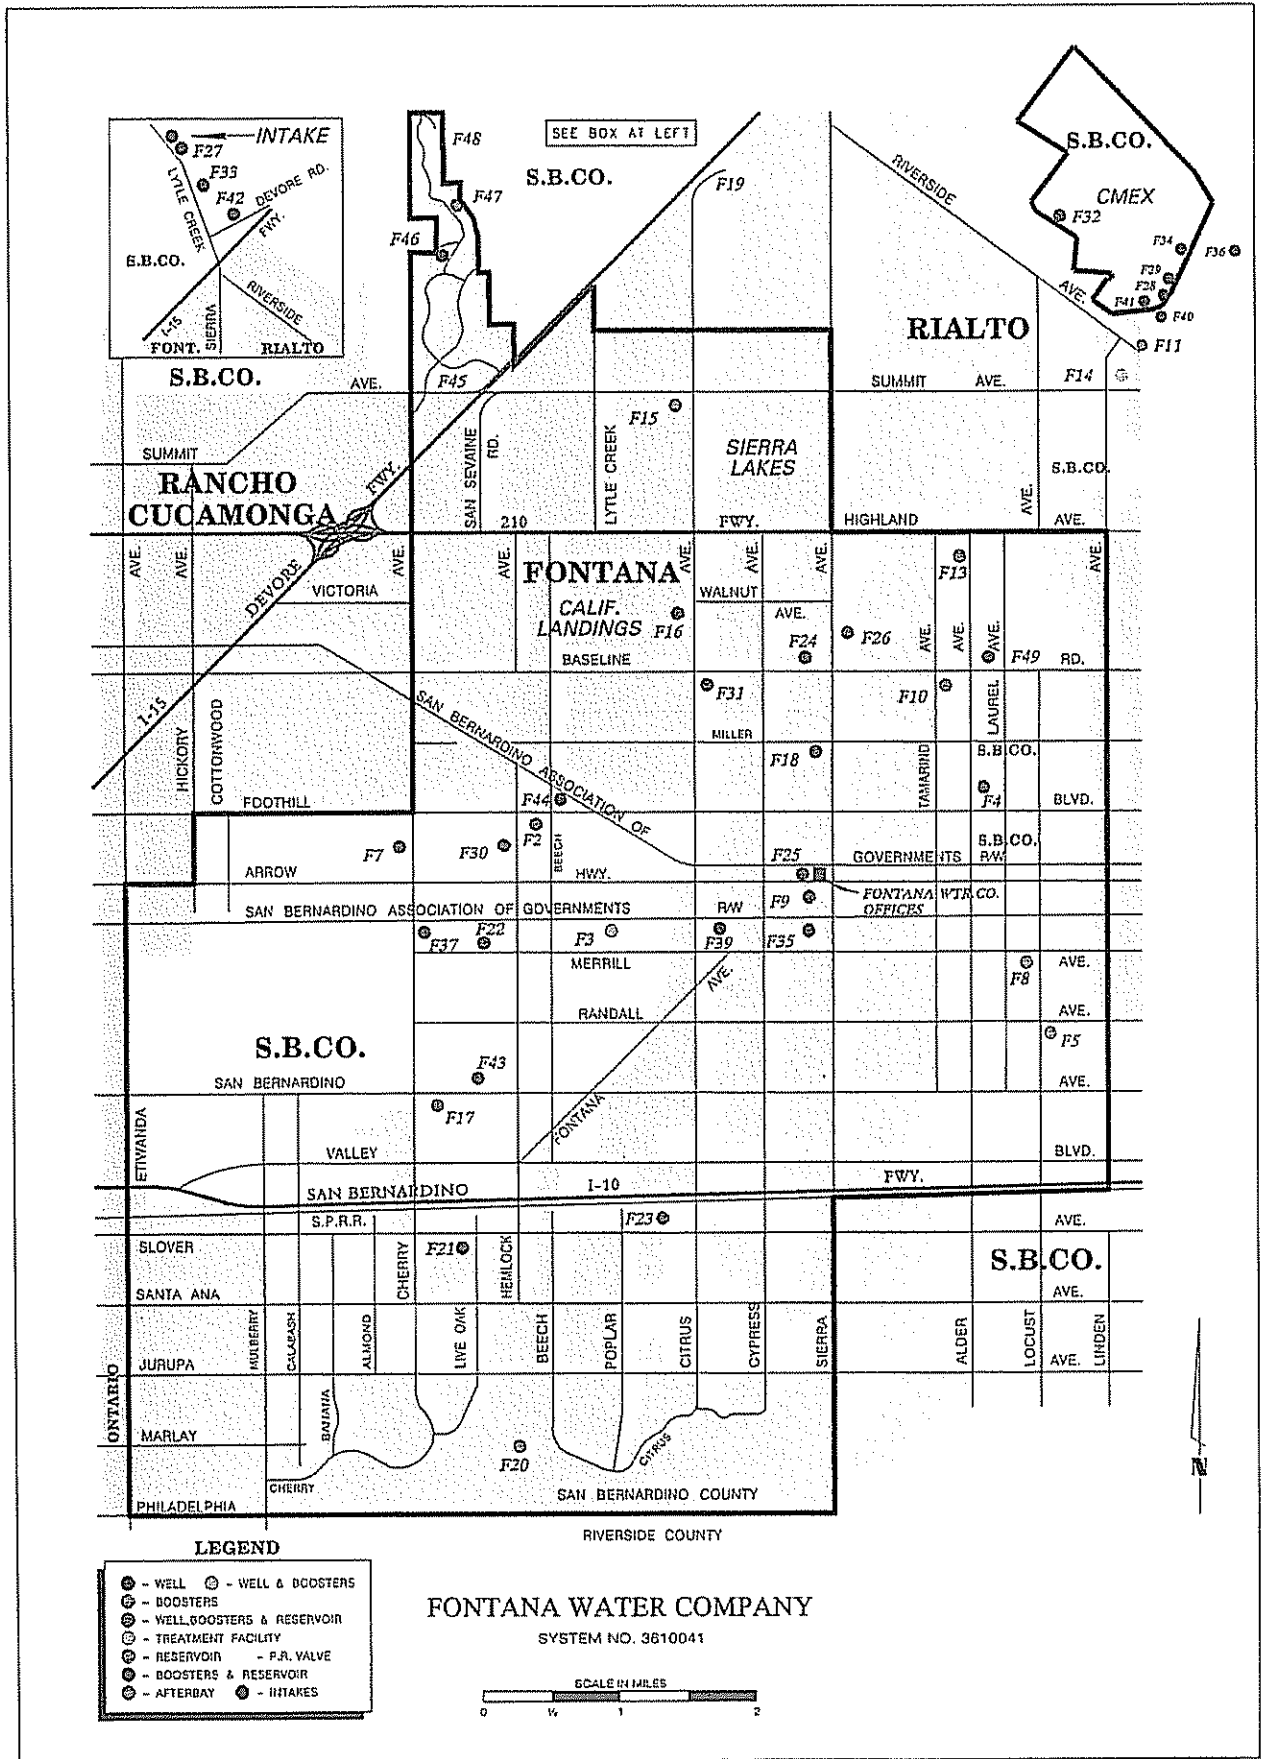 INTAKE
F27
F33
F42
LYTLE CREEK
DEVORE RD.
FWY.
S.B.CO.
I-15
SIERRA
RIVERSIDE
FONT.
RIALTO
SEE BOX AT LEFT
F48
F47
F46
S.B.CO.
F19
RIVERSIDE
AVE.
S.B.CO.
CMEX
F32
F34
F36
F29
F28
F41
F40
F11
RIALTO
S.B.CO.
AVE.
F45
SUMMIT AVE.
F14
SUMMIT
F15
LYTLE CREEK
SAN SEVAINE
RD.
SIERRA
LAKES
S.B.CO.
AVE.
RANCHO
CUCAMONGA
FWY.
210
FWY.
HIGHLAND
AVE.
AVE.
AVE.
AVE.
AVE.
AVE.
AVE.
AVE.
AVE.
DEVORE
VICTORIA
FONTANA
CALIF.
LANDINGS
F16
WALNUT
AVE.
F13
F24
F26
AVE.
AVE.
AVE.
F49
BASELINE
RD.
I-15
HICKORY
COTTONWOOD
SAN BERNARDINO ASSOCIATION OF
F31
F10
LAUREL
MILLER
F18
TAMARIND
S.B.CO.
F4
FOOTHILL
F44
BLVD.
F7
F30
F2
BEECH
F25
GOVERNMENTS
S.B.CO.
R/W
ARROW
HWY.
FONTANA WTR.CO.
OFFICES
SAN BERNARDINO ASSOCIATION OF GOVERNMENTS
R/W
F9
F37
F22
F3
F39
F35
MERRILL
AVE.
F8
AVE.
RANDALL
AVE.
F5
S.B.CO.
F43
SAN BERNARDINO
AVE.
F17
FONTANA
ETIWANDA
VALLEY
BLVD.
SAN BERNARDINO
I-10
FWY.
S.P.R.R.
F23
AVE.
SLOVER
CHERRY
F21
HEMLOCK
S.B.CO.
SANTA ANA
AVE.
MULBERRY
CALABASH
ALMOND
LIVE OAK
BEECH
POPLAR
CITRUS
CYPRESS
SIERRA
ALDER
LOCUST
LINDEN
JURUPA
AVE.
ONTARIO
BANANA
MARLAY
F20
CITRUS
CHERRY
SAN BERNARDINO COUNTY
PHILADELPHIA
RIVERSIDE COUNTY
N
LEGEND
- WELL - WELL & BOOSTERS
- BOOSTERS
- WELL,BOOSTERS & RESERVOIR
- TREATMENT FACILITY
- RESERVOIR - P.R. VALVE
- BOOSTERS & RESERVOIR
- AFTERBAY - INTAKES
FONTANA WATER COMPANY
SYSTEM NO. 3610041
SCALE IN MILES
0 ½ 1 2